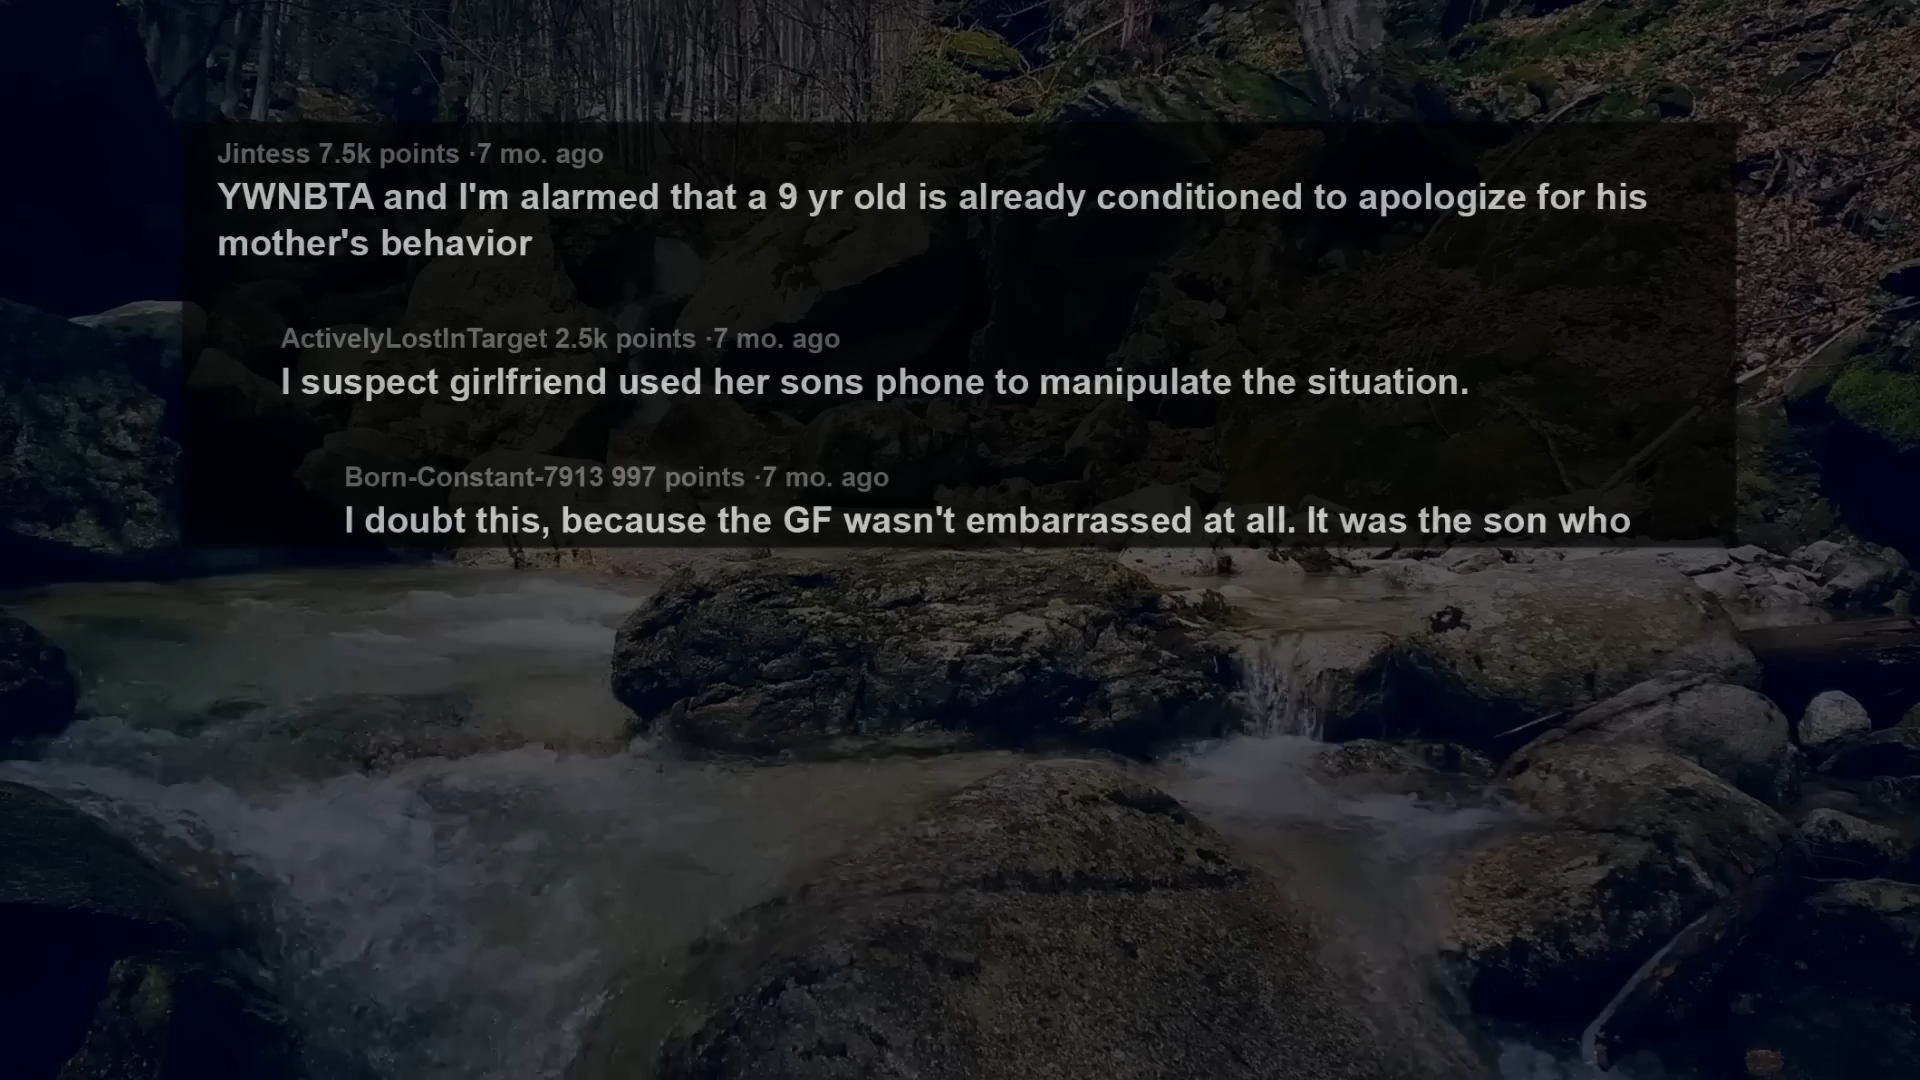 Jintess 7.5k points ·7 mo. ago
YWNBTA and I'm alarmed that a 9 yr old is already conditioned to apologize for his
mother's behavior
ActivelyLostInTarget 2.5k points ·7 mo. ago
I suspect girlfriend used her sons phone to manipulate the situation.
Born-Constant-7913 997 points ·7 mo. ago
I doubt this, because the GF wasn't embarrassed at all. It was the son who